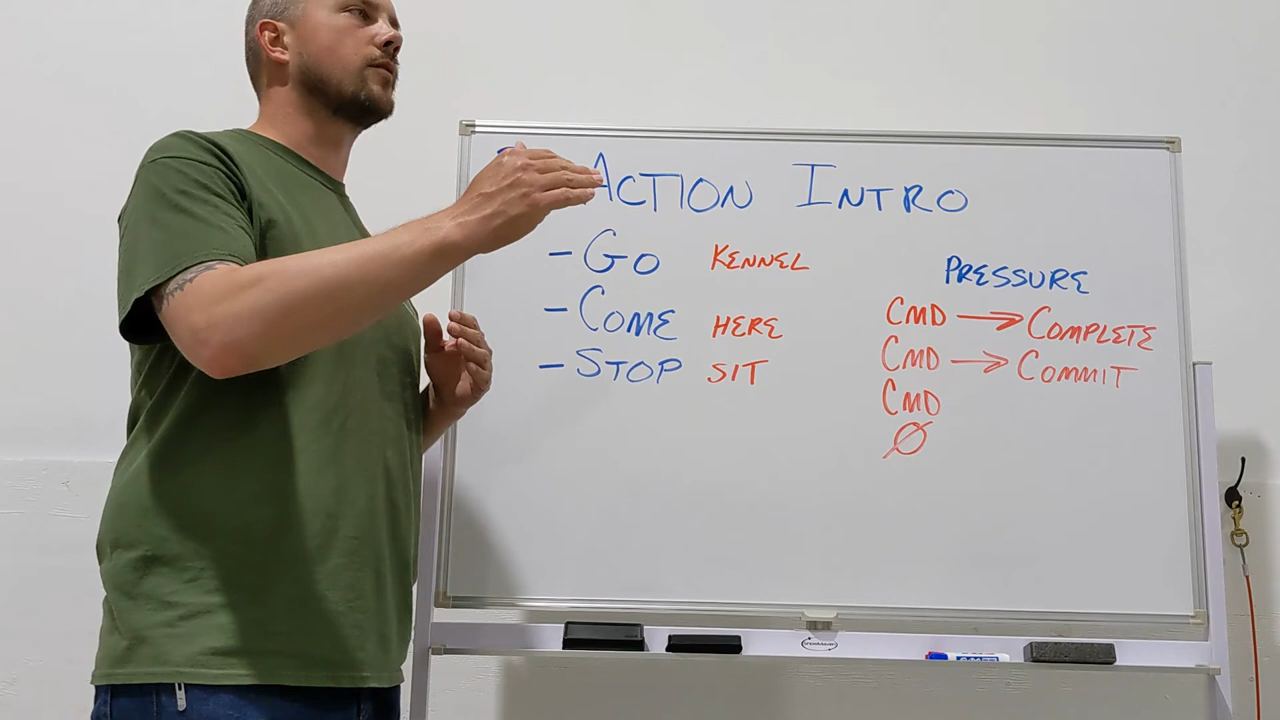 Action Intro
- Go Kennel
- Come Here
- Stop Sit
Pressure
CMD → Complete
CMD → Commit
CMD
Ø